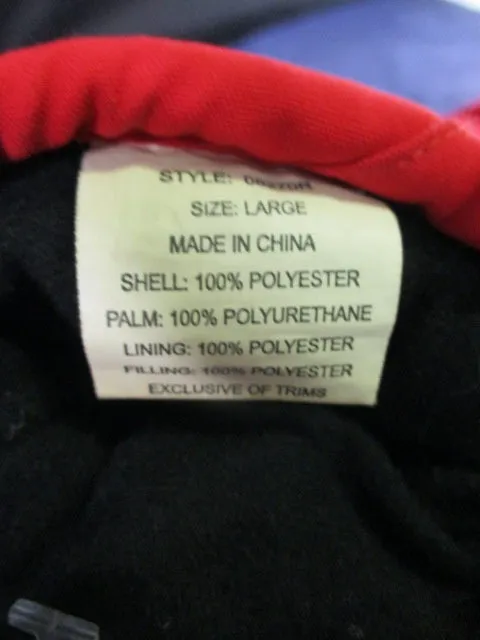 STYLE:
SIZE: LARGE
MADE IN CHINA
SHELL: 100% POLYESTER
PALM: 100% POLYURETHANE
LINING: 100% POLYESTER
FILLING: 100% POLYESTER
EXCLUSIVE OF TRIMS